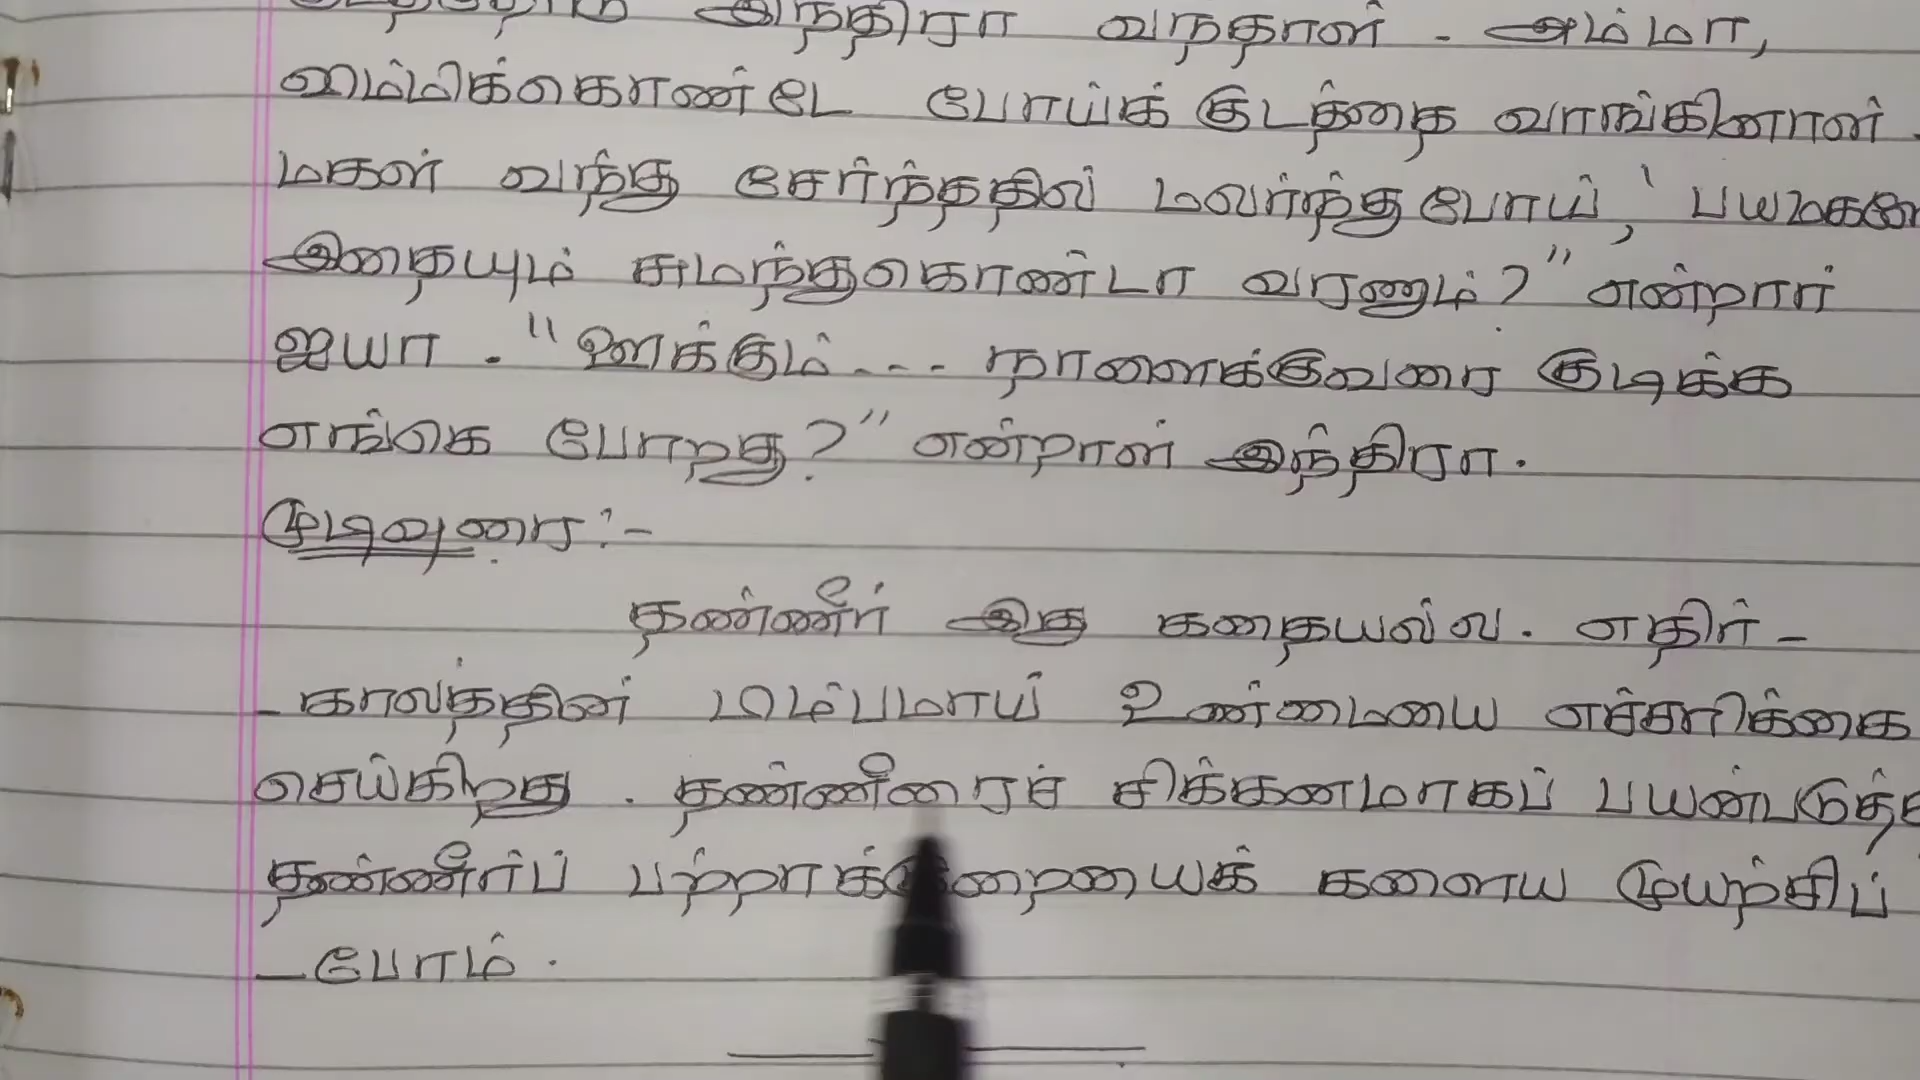 இந்திரா வந்தாள். அம்மா,
விம்மிக்கொண்டே போய்க் குடத்தை வாங்கினாள்.
மகள் வந்து சேர்ந்ததில் மலர்ந்துபோய், 'பயமகளே
இதையும் சுமந்துகொண்டா வரணும்?" என்றார்
ஐயா. "ஊக்கும்... நாளைக்குவரை குடிக்க
எங்கே போறது?" என்றாள் இந்திரா.
முடிவுரை:-
தண்ணீர் இது கதையல்ல. எதிர்-
-காலத்தின் பிம்பமாய் உண்மையை எச்சரிக்கை
செய்கிறது. தண்ணீரைச் சிக்கனமாகப் பயன்படுத்தி
தண்ணீர்ப் பற்றாக்குறையைக் களைய முயற்சிப்
-போம்.